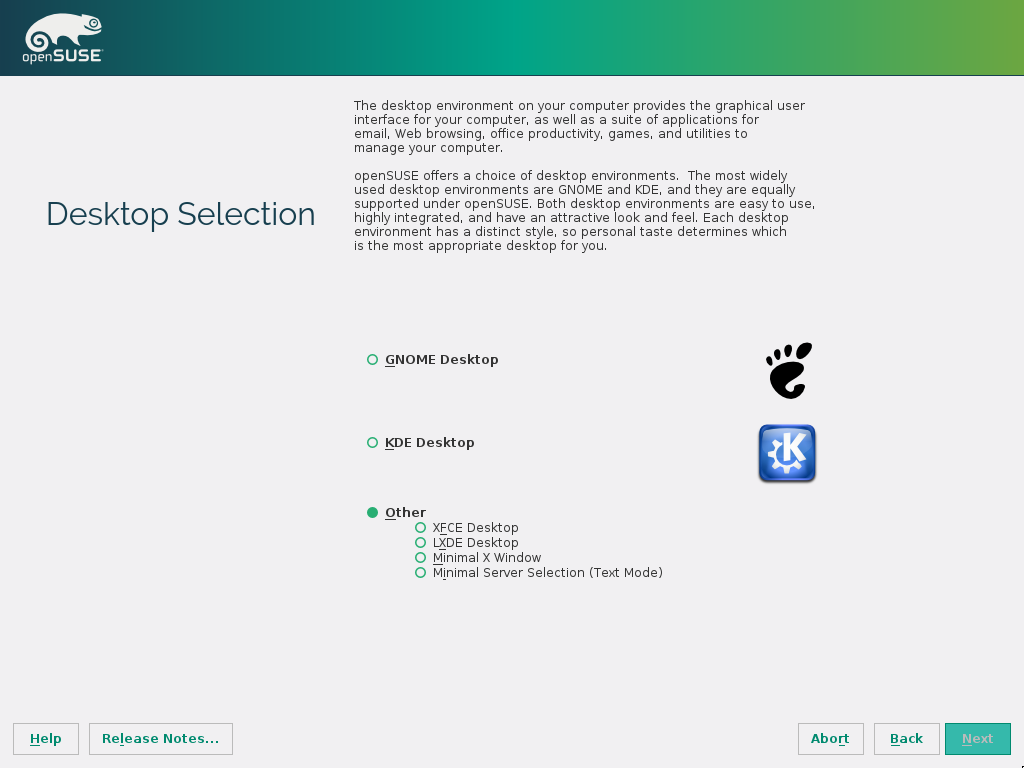 openSUSE
The desktop environment on your computer provides the graphical user
interface for your computer, as well as a suite of applications for
email, Web browsing, office productivity, games, and utilities to
manage your computer.
openSUSE offers a choice of desktop environments.  The most widely
used desktop environments are GNOME and KDE, and they are equally
supported under openSUSE. Both desktop environments are easy to use,
highly integrated, and have an attractive look and feel. Each desktop
environment has a distinct style, so personal taste determines which
is the most appropriate desktop for you.
Desktop Selection
GNOME Desktop
KDE Desktop
Other
XFCE Desktop
LXDE Desktop
Minimal X Window
Minimal Server Selection (Text Mode)
Help
Release Notes...
Abort
Back
Next